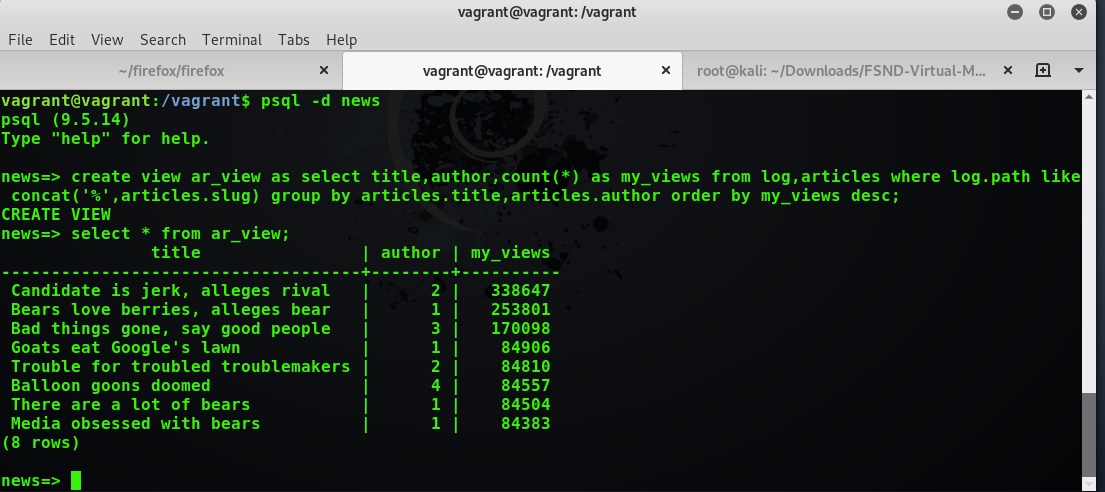 vagrant@vagrant: /vagrant
File Edit View Search Terminal Tabs Help
~/firefox/firefox
vagrant@vagrant: /vagrant
root@kali: ~/Downloads/FSND-Virtual-M...
vagrant@vagrant:/vagrant$ psql -d news
psql (9.5.14)
Type "help" for help.
news=> create view ar_view as select title,author,count(*) as my_views from log,articles where log.path like
concat('%',articles.slug) group by articles.title,articles.author order by my_views desc;
CREATE VIEW
news=> select * from ar_view;
title | author | my_views
------------------------------------+--------+----------
Candidate is jerk, alleges rival | 2 | 338647
Bears love berries, alleges bear | 1 | 253801
Bad things gone, say good people | 3 | 170098
Goats eat Google's lawn | 1 | 84906
Trouble for troubled troublemakers | 2 | 84810
Balloon goons doomed | 4 | 84557
There are a lot of bears | 1 | 84504
Media obsessed with bears | 1 | 84383
(8 rows)
news=>